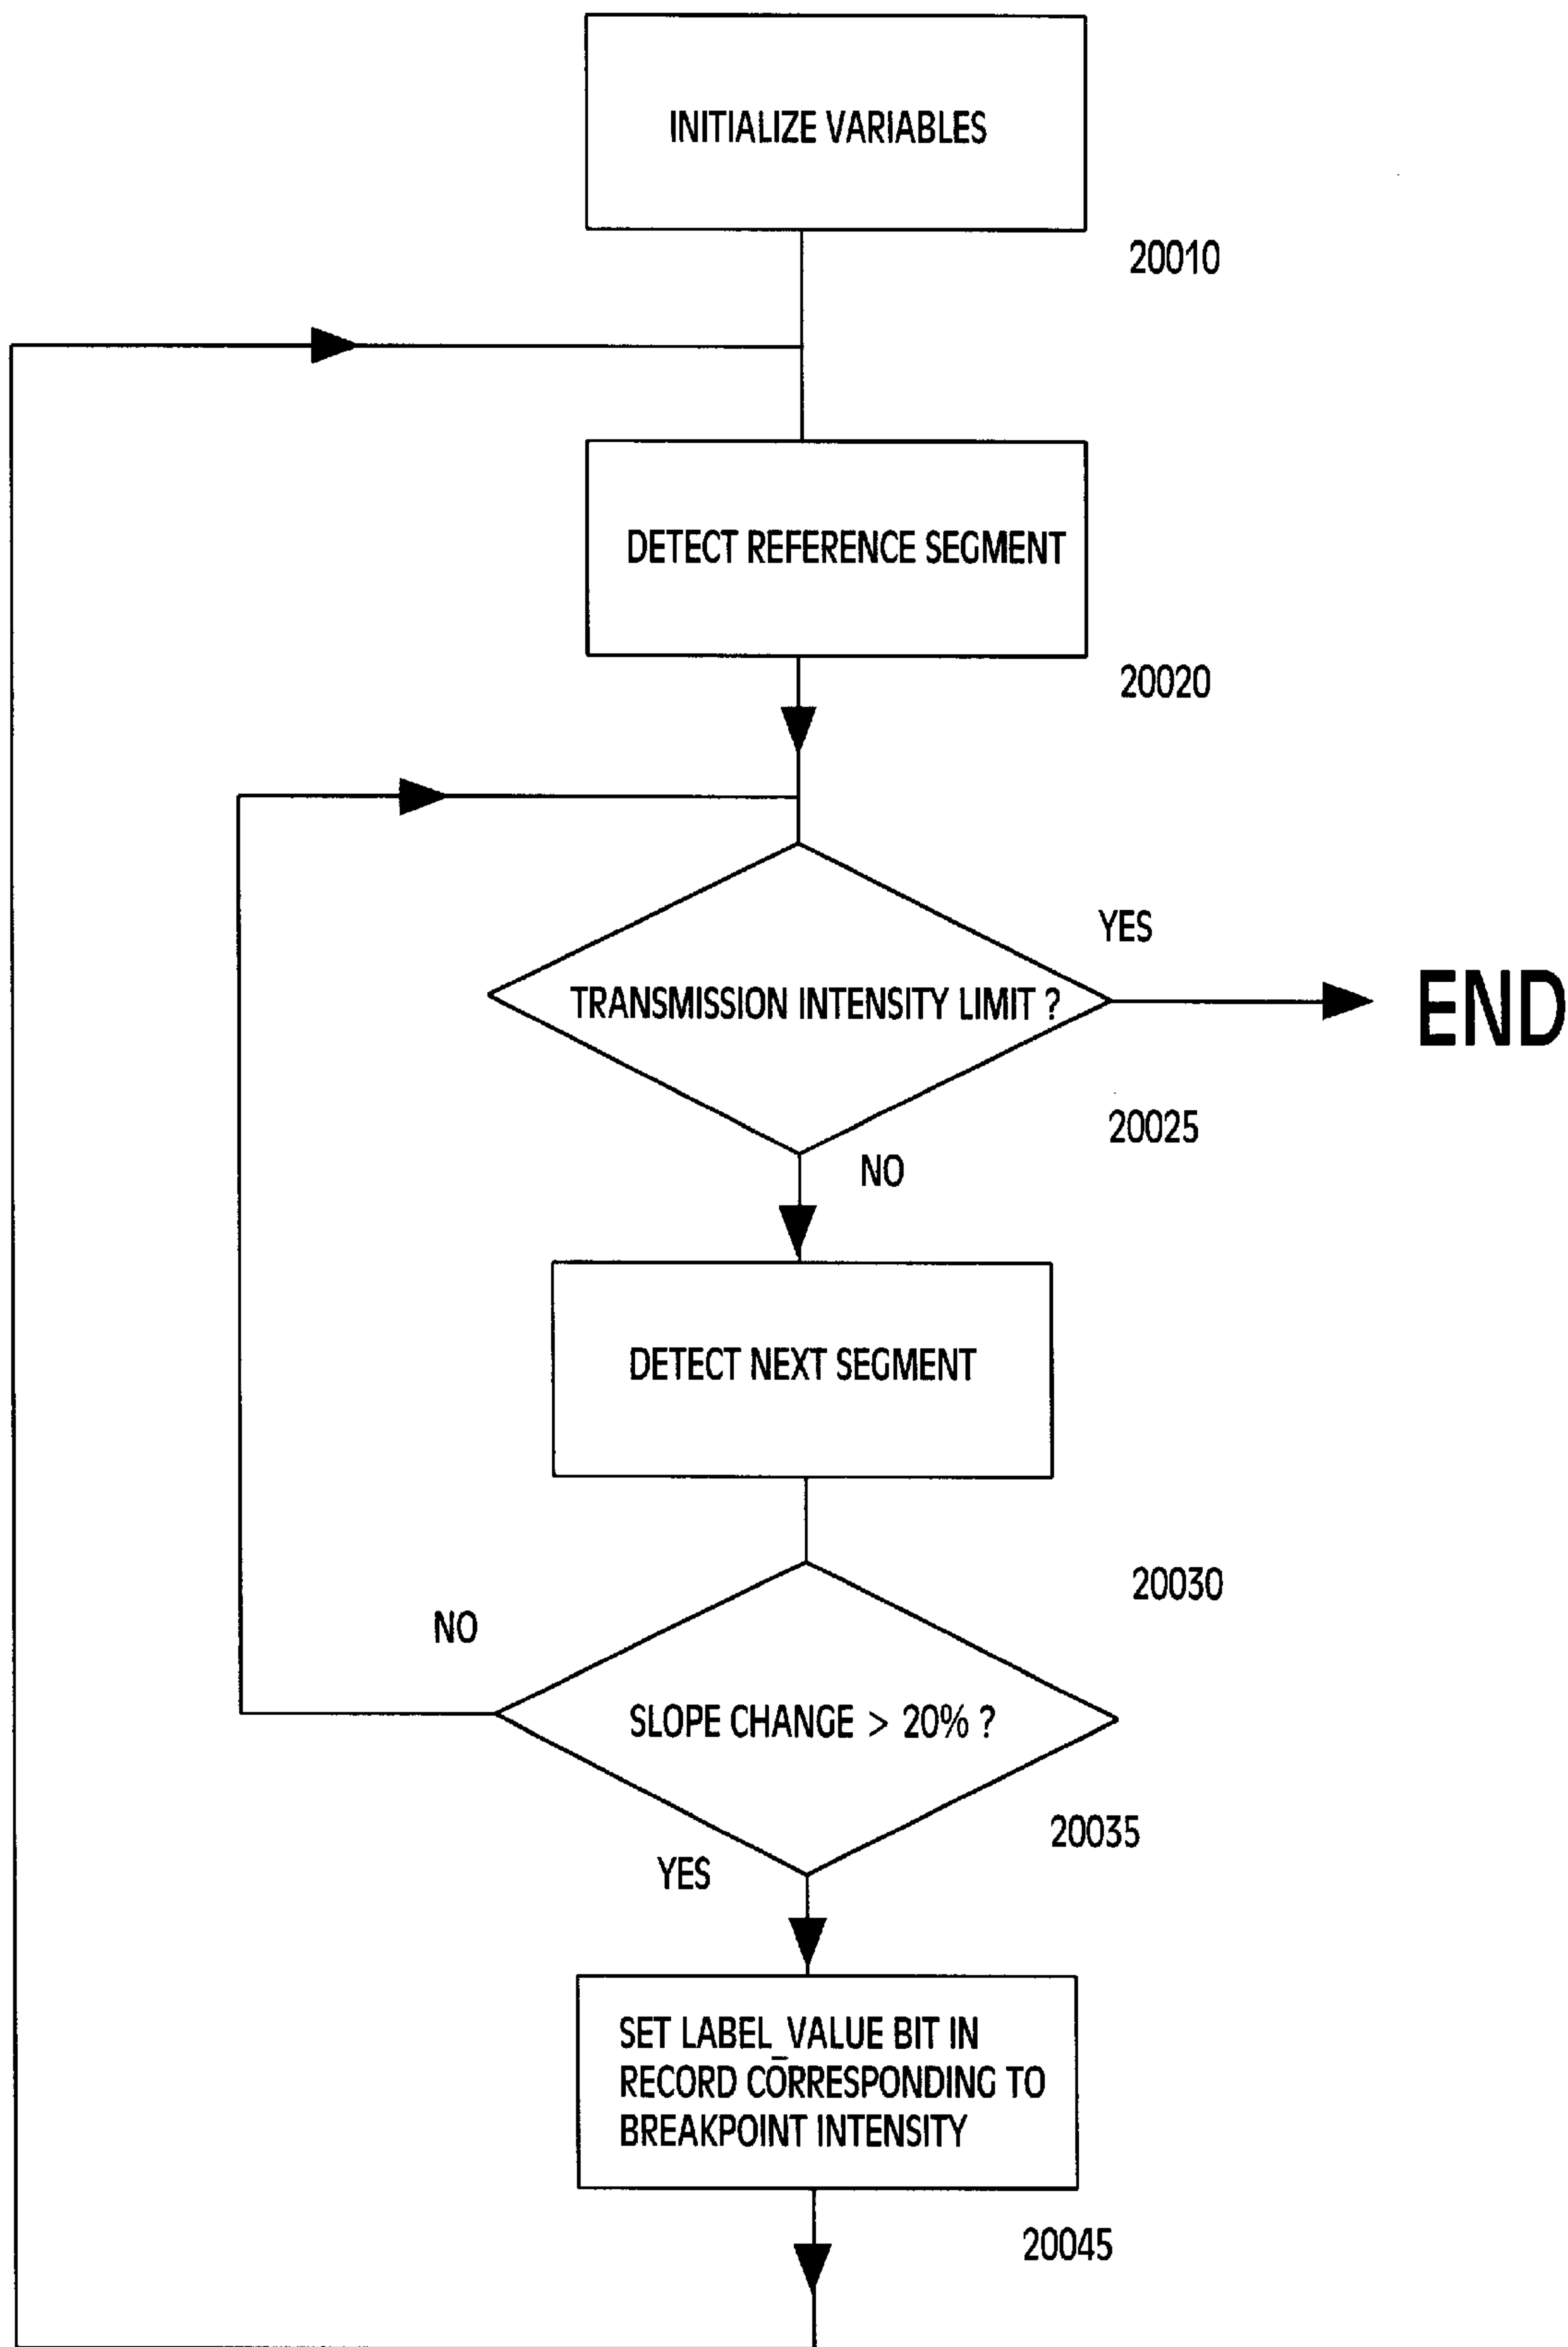 INITIALIZE VARIABLES
20010
DETECT REFERENCE SEGMENT
20020
YES
TRANSMISSION INTENSITY LIMIT ?
END
20025
NO
DETECT NEXT SEGMENT
20030
NO
SLOPE CHANGE > 20% ?
20035
YES
SET LABEL_VALUE BIT IN
RECORD CORRESPONDING TO
BREAKPOINT INTENSITY
20045